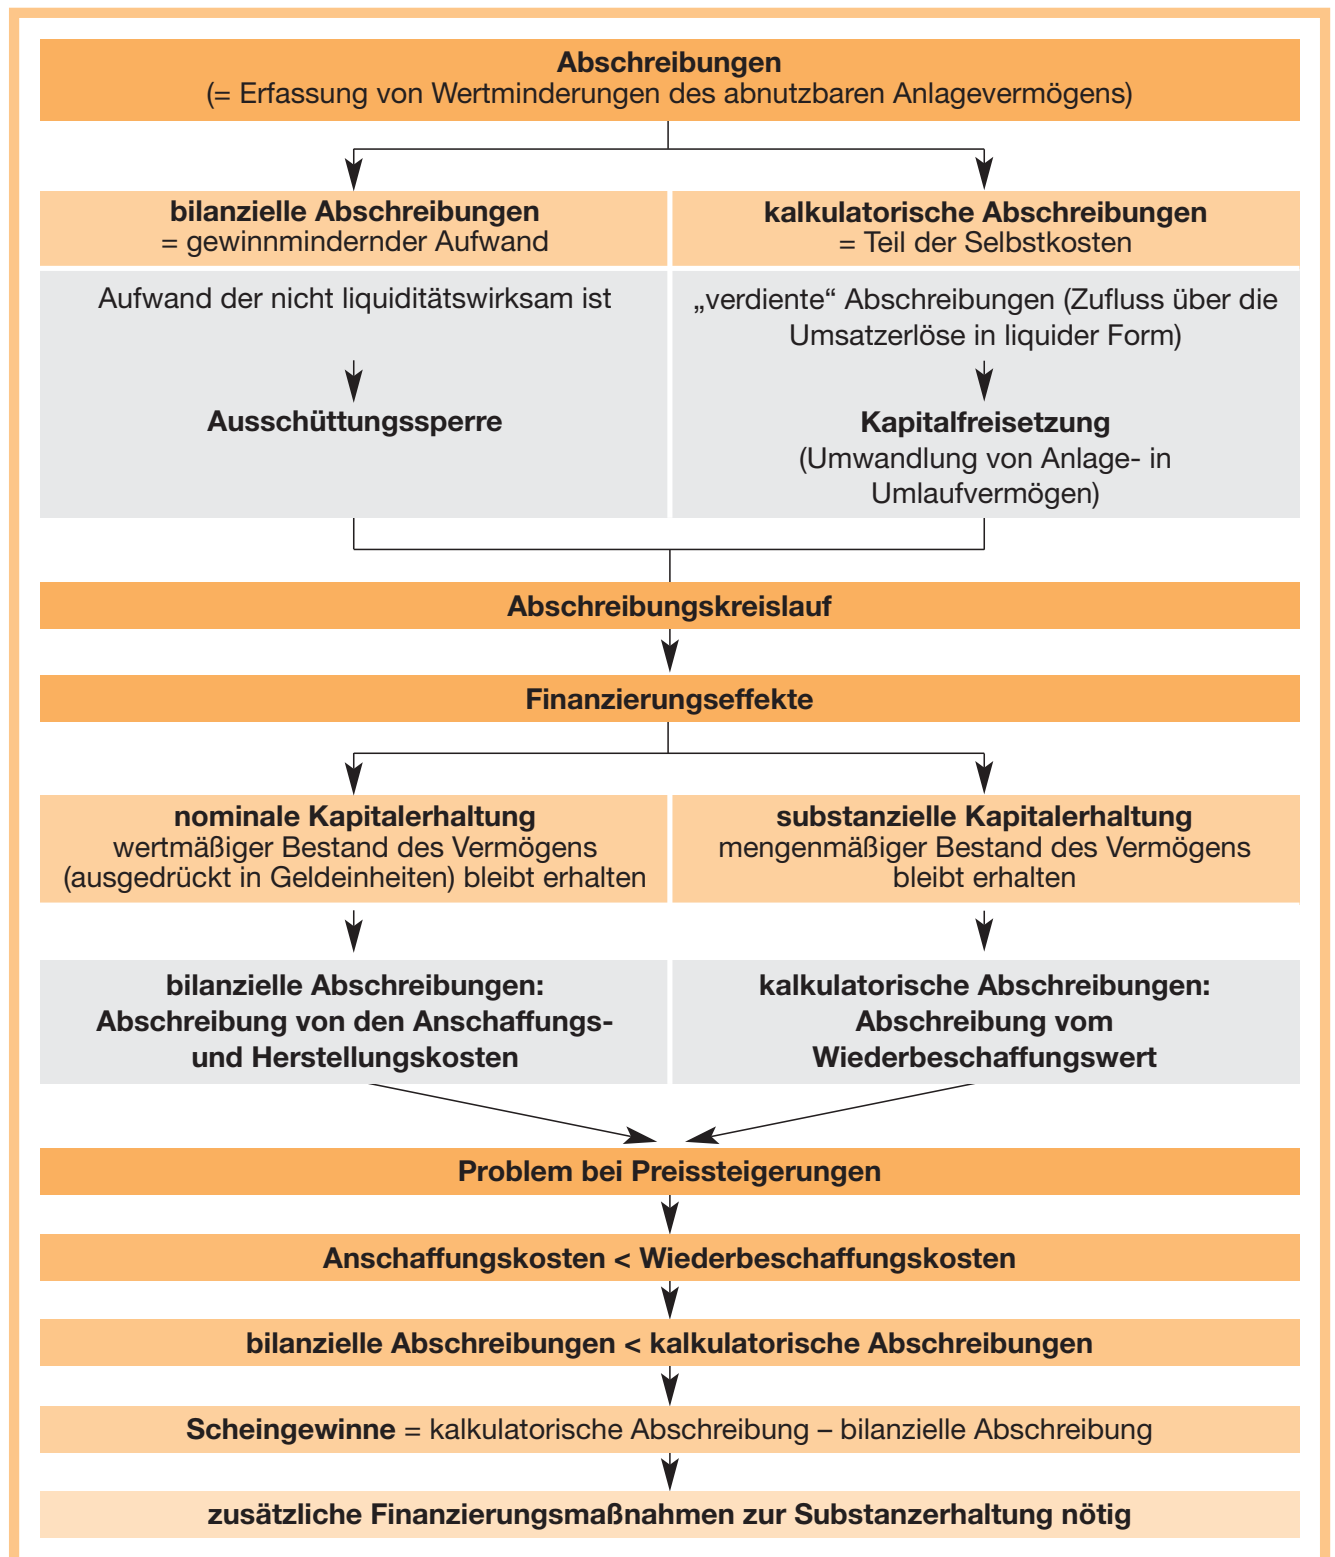 Abschreibungen
(= Erfassung von Wertminderungen des abnutzbaren Anlagevermögens)
bilanzielle Abschreibungen
= gewinnmindernder Aufwand
kalkulatorische Abschreibungen
= Teil der Selbstkosten
Aufwand der nicht liquiditätswirksam ist
Ausschüttungssperre
„verdiente“ Abschreibungen (Zufluss über die
Umsatzerlöse in liquider Form)
Kapitalfreisetzung
(Umwandlung von Anlage- in
Umlaufvermögen)
Abschreibungskreislauf
Finanzierungseffekte
nominale Kapitalerhaltung
wertmäßiger Bestand des Vermögens
(ausgedrückt in Geldeinheiten) bleibt erhalten
substanzielle Kapitalerhaltung
mengenmäßiger Bestand des Vermögens
bleibt erhalten
bilanzielle Abschreibungen:
Abschreibung von den Anschaffungs-
und Herstellungskosten
kalkulatorische Abschreibungen:
Abschreibung vom
Wiederbeschaffungswert
Problem bei Preissteigerungen
Anschaffungskosten < Wiederbeschaffungskosten
bilanzielle Abschreibungen < kalkulatorische Abschreibungen
Scheingewinne = kalkulatorische Abschreibung – bilanzielle Abschreibung
zusätzliche Finanzierungsmaßnahmen zur Substanzerhaltung nötig